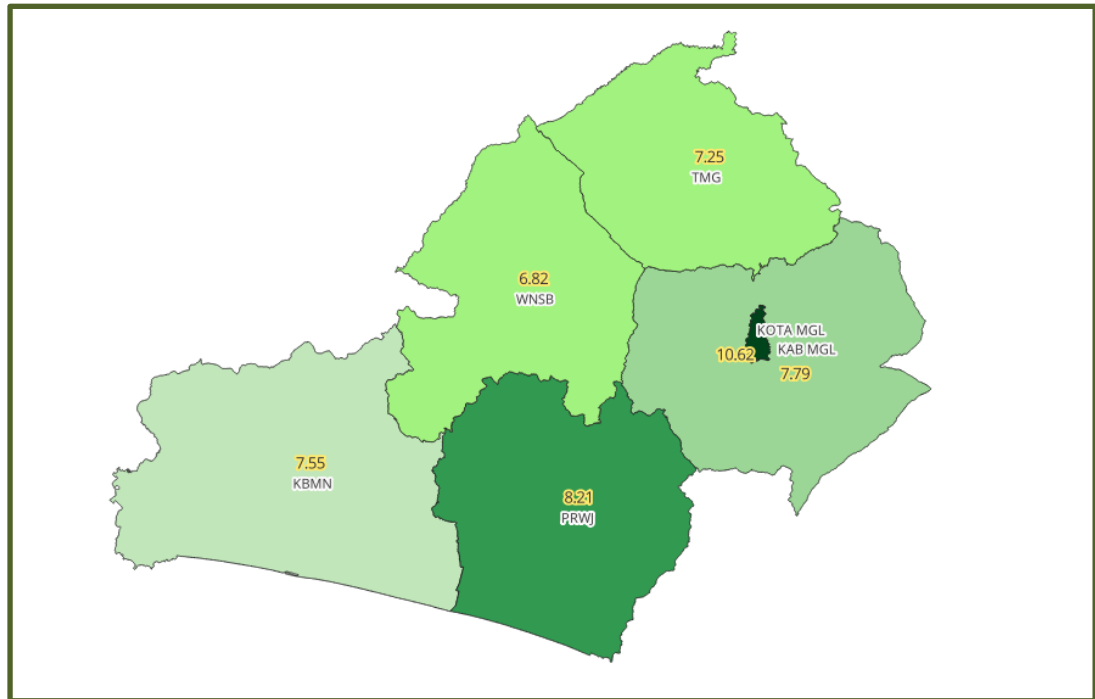 7.25
TMG
6.82
WNSB
KOTA MGL
10.62
KAB MGL
7.79
7.55
KBMN
8.21
PRWJ